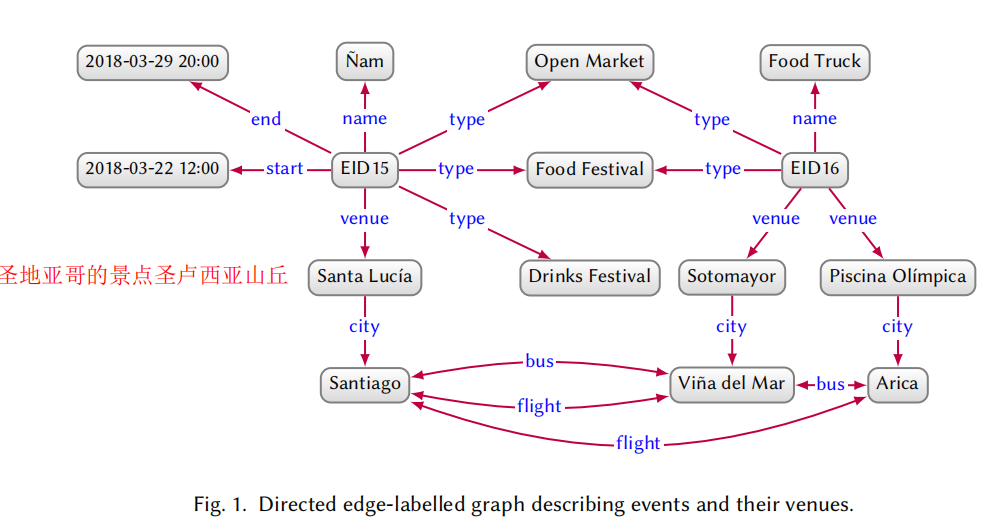 2018-03-29 20:00 Ñam Open Market Food Truck
end name type type name
2018-03-22 12:00 start EID15 type Food Festival type EID16
venue type venue venue
圣地亚哥的景点圣卢西亚山丘 Santa Lucía Drinks Festival Sotomayor Piscina Olímpica
city city city
bus
Santiago Viña del Mar bus Arica
flight
flight
Fig. 1. Directed edge-labelled graph describing events and their venues.